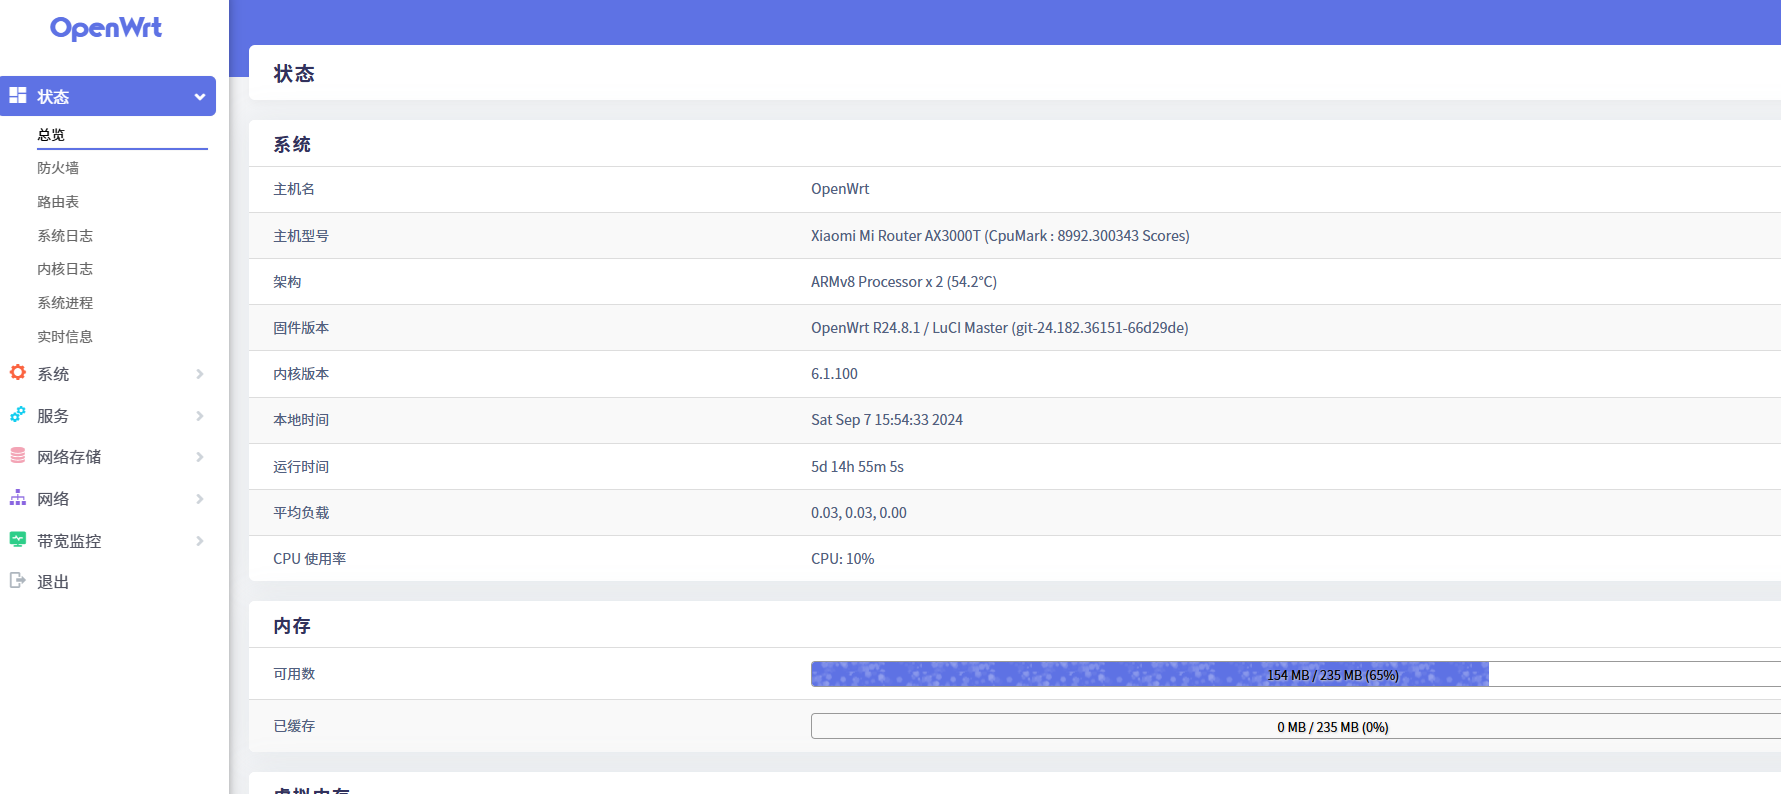 OpenWrt
状态
总览
防火墙
路由表
系统日志
内核日志
系统进程
实时信息
系统
服务
网络存储
网络
带宽监控
退出
状态
系统
主机名 OpenWrt
主机型号 Xiaomi Mi Router AX3000T (CpuMark : 8992.300343 Scores)
架构 ARMv8 Processor x 2 (54.2°C)
固件版本 OpenWrt R24.8.1 / LuCI Master (git-24.182.36151-66d29de)
内核版本 6.1.100
本地时间 Sat Sep 7 15:54:33 2024
运行时间 5d 14h 55m 5s
平均负载 0.03, 0.03, 0.00
CPU 使用率 CPU: 10%
内存
可用数 154 MB / 235 MB (65%)
已缓存 0 MB / 235 MB (0%)
虚拟内存